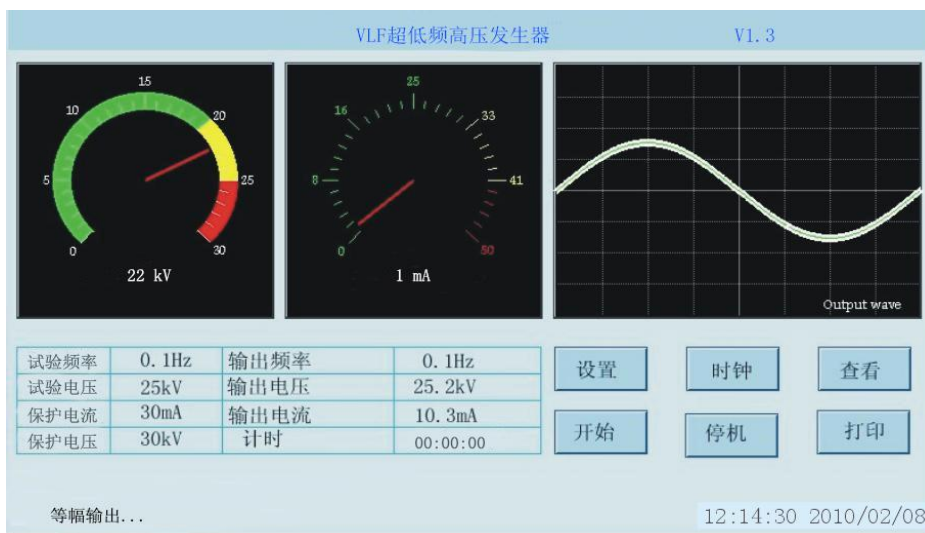 VLF超低频高压发生器 V1.3
0 5 10 15 20 25 30
22 kV
0 8 16 25 33 41 50
1 mA
Output wave
试验频率 0.1Hz 输出频率 0.1Hz
试验电压 25kV 输出电压 25.2kV
保护电流 30mA 输出电流 10.3mA
保护电压 30kV 计时 00:00:00
设置 时钟 查看
开始 停机 打印
等幅输出...
12:14:30 2010/02/08